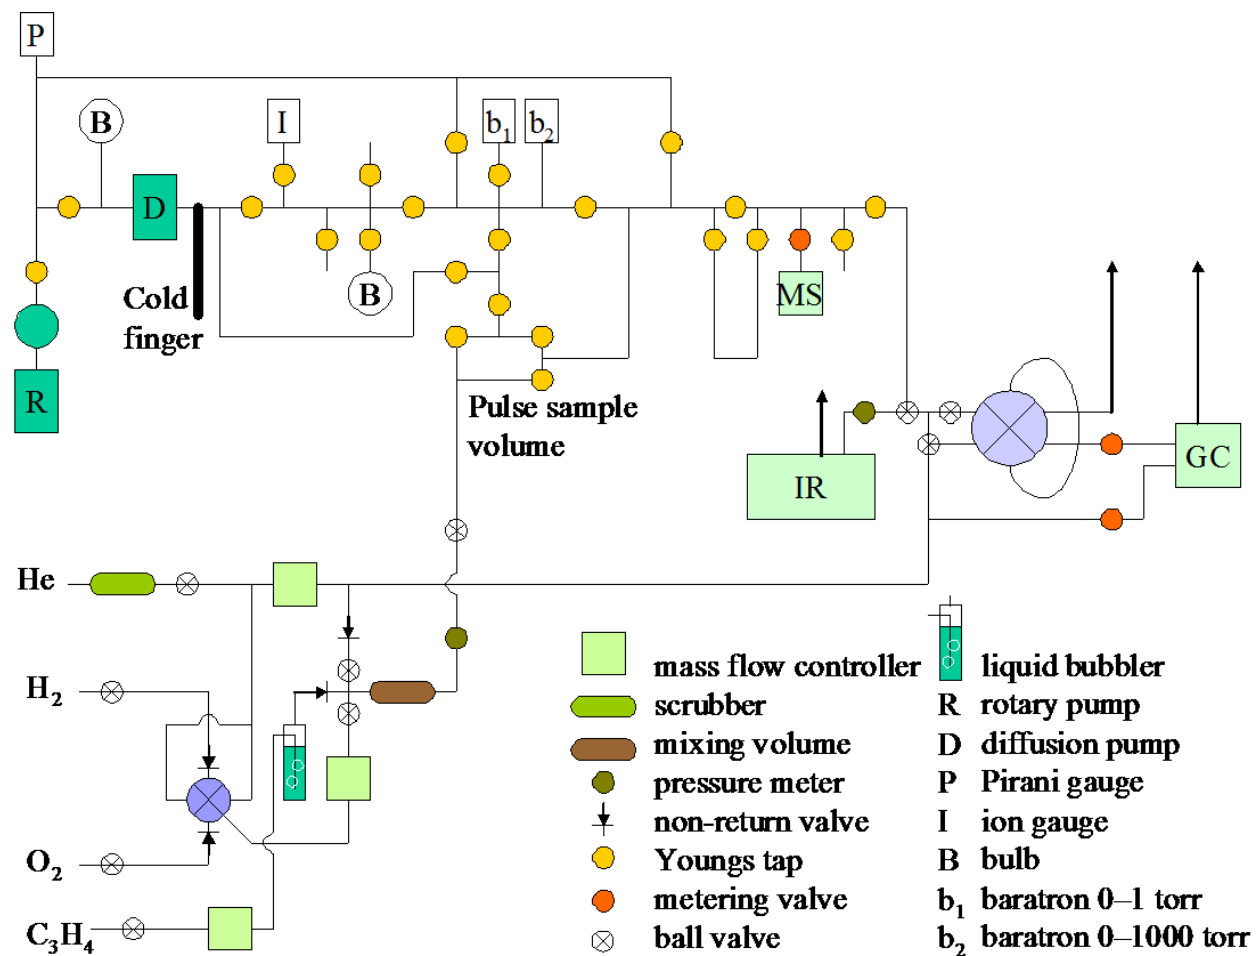 P
B
I
b₁
b₂
D
Cold
finger
B
MS
R
Pulse sample
volume
IR
GC
He
H₂
O₂
C₃H₄
mass flow controller
scrubber
mixing volume
pressure meter
non-return valve
Youngs tap
metering valve
ball valve
liquid bubbler
R rotary pump
D diffusion pump
P Pirani gauge
I ion gauge
B bulb
b₁ baratron 0–1 torr
b₂ baratron 0–1000 torr